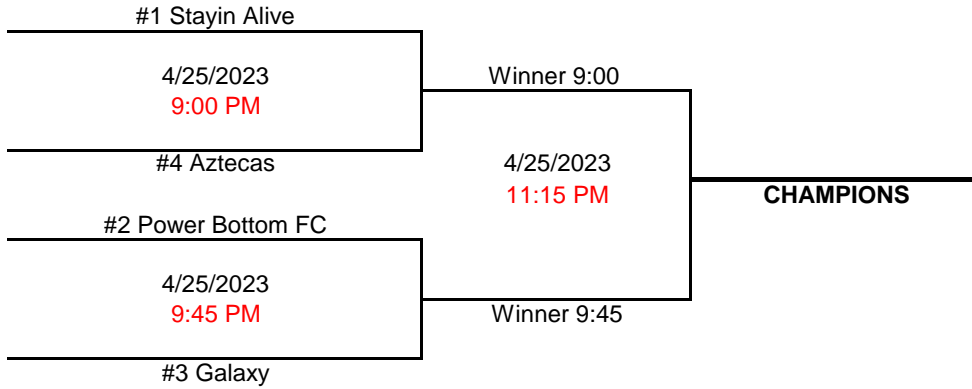 #1 Stayin Alive
4/25/2023
9:00 PM
#4 Aztecas
Winner 9:00
4/25/2023
11:15 PM
CHAMPIONS
#2 Power Bottom FC
4/25/2023
9:45 PM
Winner 9:45
#3 Galaxy